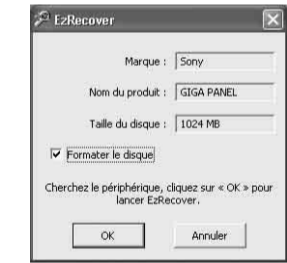 EzRecover
Marque : Sony
Nom du produit : GIGA PANEL
Taille du disque : 1024 MB
Formater le disque
Cherchez le périphérique, cliquez sur « OK » pour
lancer EzRecover.
OK Annuler